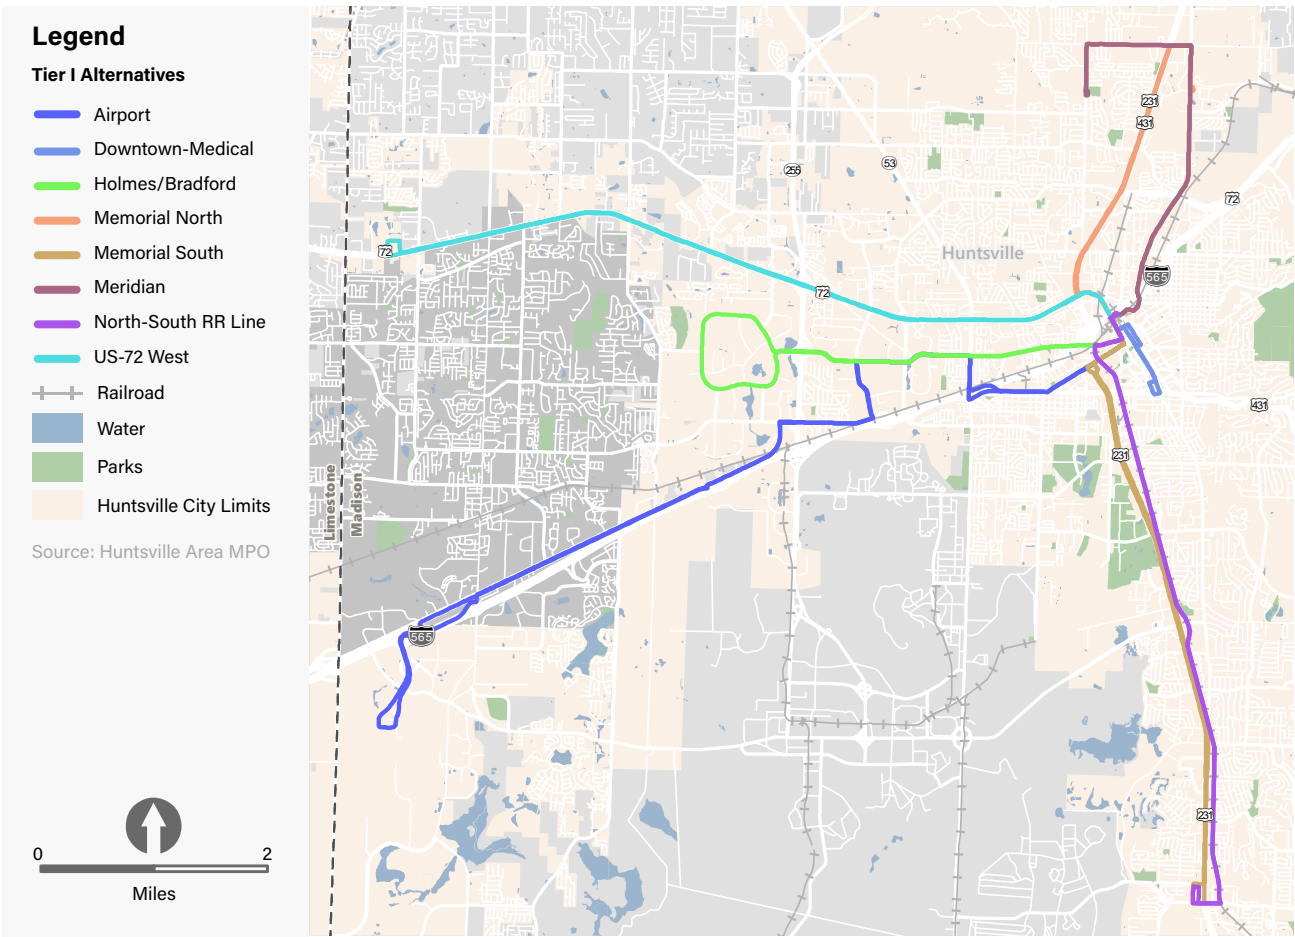 Legend
Tier I Alternatives
Airport
Downtown-Medical
Holmes/Bradford
Memorial North
Memorial South
Meridian
North-South RR Line
US-72 West
Railroad
Water
Parks
Huntsville City Limits
Source: Huntsville Area MPO
0 2
Miles
231
431
255
53
72
72
Huntsville
565
72
431
231
Limestone
Madison
565
231